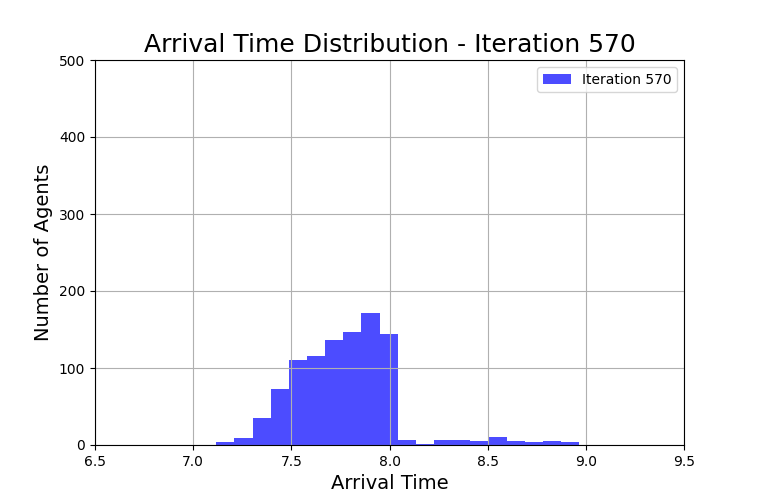 Arrival Time Distribution - Iteration 570
Iteration 570
500
400
300
200
100
0
Number of Agents
6.5 7.0 7.5 8.0 8.5 9.0 9.5
Arrival Time